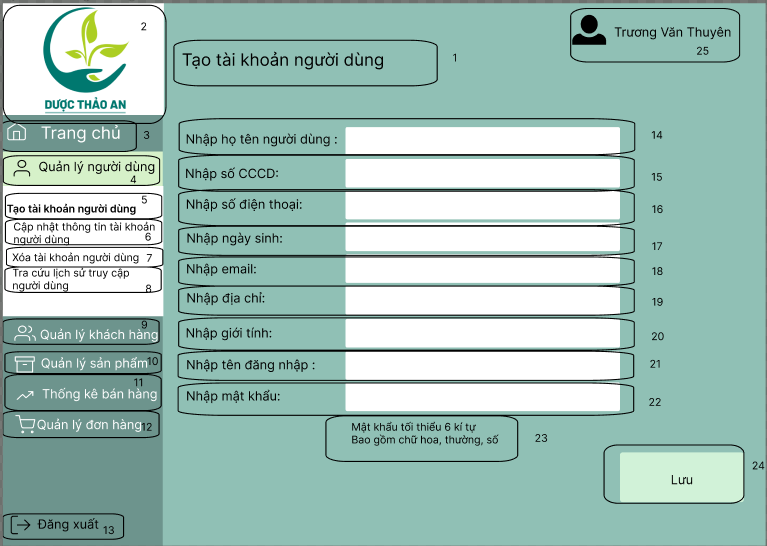 2
DƯỢC THẢO AN
Tạo tài khoản người dùng
1
Trương Văn Thuyên
25
Trang chủ
3
Quản lý người dùng
4
5
Tạo tài khoản người dùng
Cập nhật thông tin tài khoản
người dùng
6
Xóa tài khoản người dùng
7
Tra cứu lịch sử truy cập
người dùng
8
9
Quản lý khách hàng
Quản lý sản phẩm
10
11
Thống kê bán hàng
Quản lý đơn hàng
12
Đăng xuất
13
Nhập họ tên người dùng :
14
Nhập số CCCD:
15
Nhập số điện thoại:
16
Nhập ngày sinh:
17
Nhập email:
18
Nhập địa chỉ:
19
Nhập giới tính:
20
Nhập tên đăng nhập :
21
Nhập mật khẩu:
22
Mật khẩu tối thiểu 6 kí tự
Bao gồm chữ hoa, thường, số
23
Lưu
24